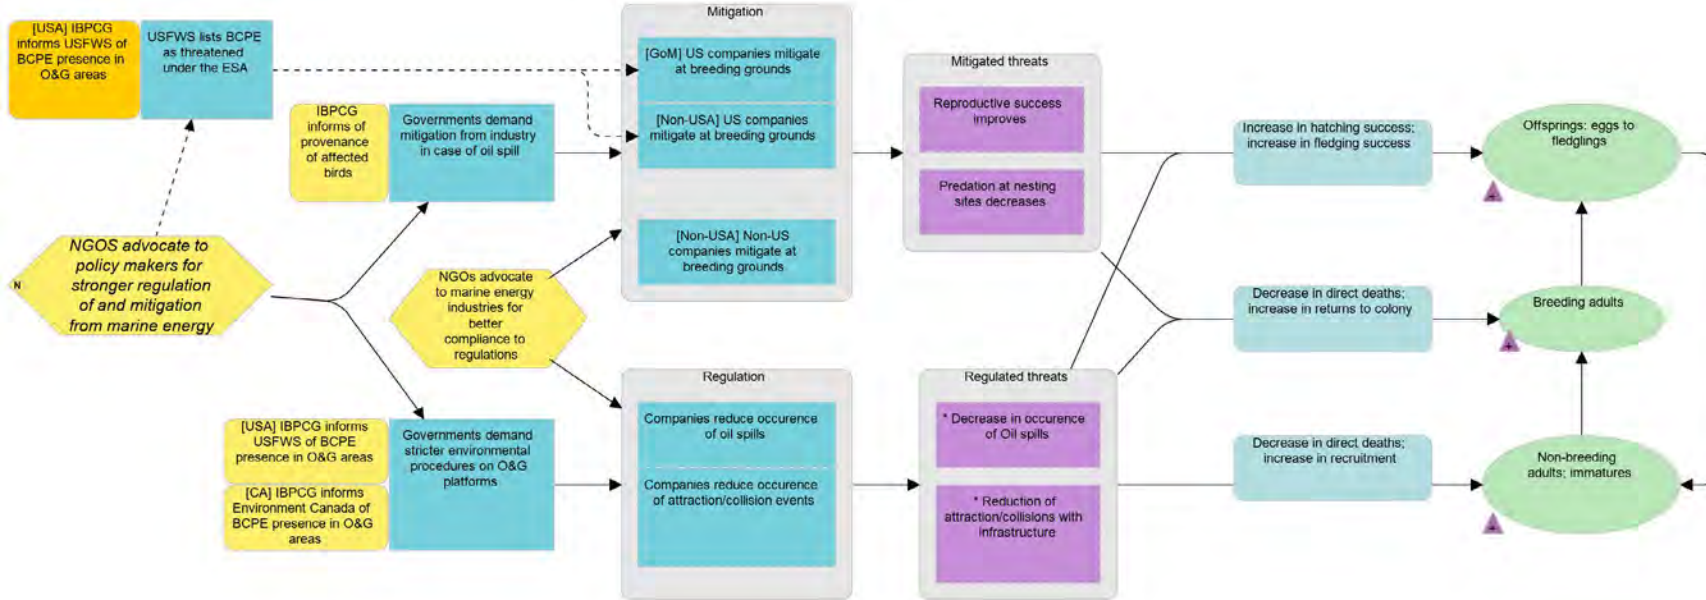 [USA] IBPCG
informs USFWS of
BCPE presence in
O&G areas
USFWS lists BCPE
as threatened
under the ESA
IBPCG
informs of
provenance
of affected
birds
Governments demand
mitigation from industry
in case of oil spill
N
NGOS advocate to
policy makers for
stronger regulation
of and mitigation
from marine energy
NGOs advocate
to marine energy
industries for
better
compliance to
regulations
[USA] IBPCG informs
USFWS of BCPE
presence in O&G areas
[CA] IBPCG informs
Environment Canada of
BCPE presence in O&G
areas
Governments demand
stricter environmental
procedures on O&G
platforms
Mitigation
[GoM] US companies mitigate
at breeding grounds
[Non-USA] US companies
mitigate at breeding grounds
[Non-USA] Non-US
companies mitigate at
breeding grounds
Regulation
Companies reduce occurence
of oil spills
Companies reduce occurence
of attraction/collision events
Mitigated threats
Reproductive success
improves
Predation at nesting
sites decreases
Regulated threats
* Decrease in occurence
of Oil spills
* Reduction of
attraction/collisions with
infrastructure
Increase in hatching success;
increase in fledging success
Decrease in direct deaths;
increase in returns to colony
Decrease in direct deaths;
increase in recruitment
Offsprings: eggs to
fledglings
+
Breeding adults
+
Non-breeding
adults; immatures
+